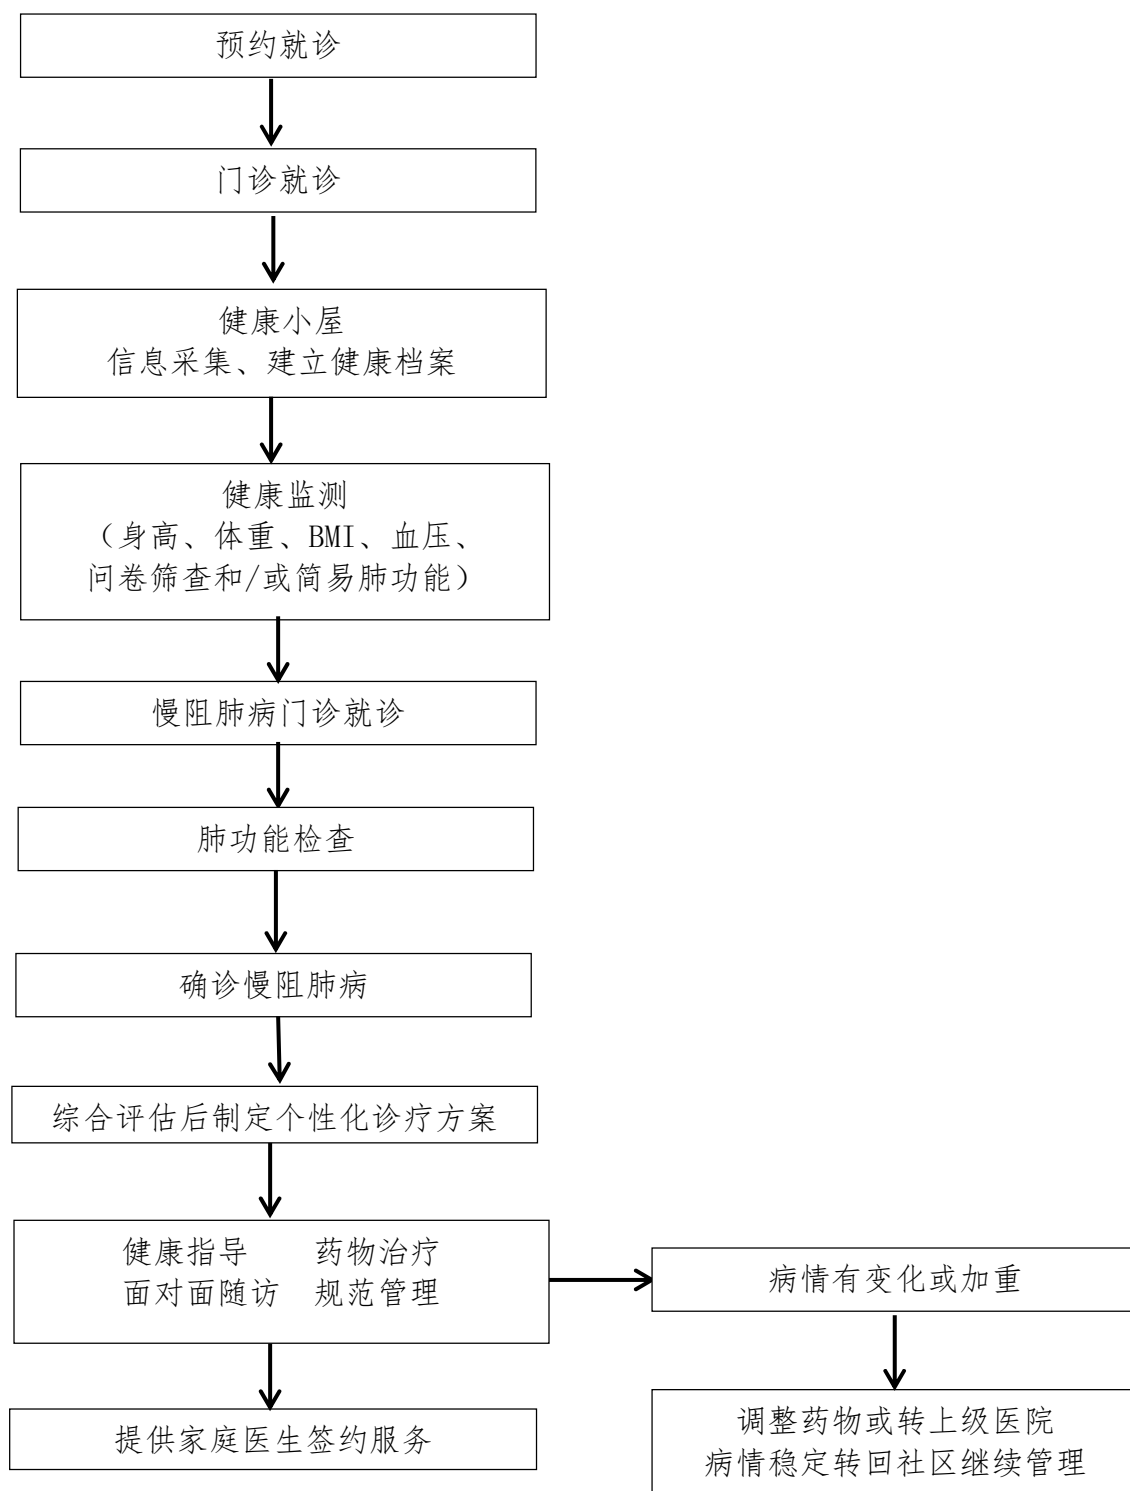 预约就诊
门诊就诊
健康小屋
信息采集、建立健康档案
健康监测
（身高、体重、BMI、血压、
问卷筛查和/或简易肺功能）
慢阻肺病门诊就诊
肺功能检查
确诊慢阻肺病
综合评估后制定个性化诊疗方案
健康指导 药物治疗
面对面随访 规范管理
病情有变化或加重
提供家庭医生签约服务
调整药物或转上级医院
病情稳定转回社区继续管理